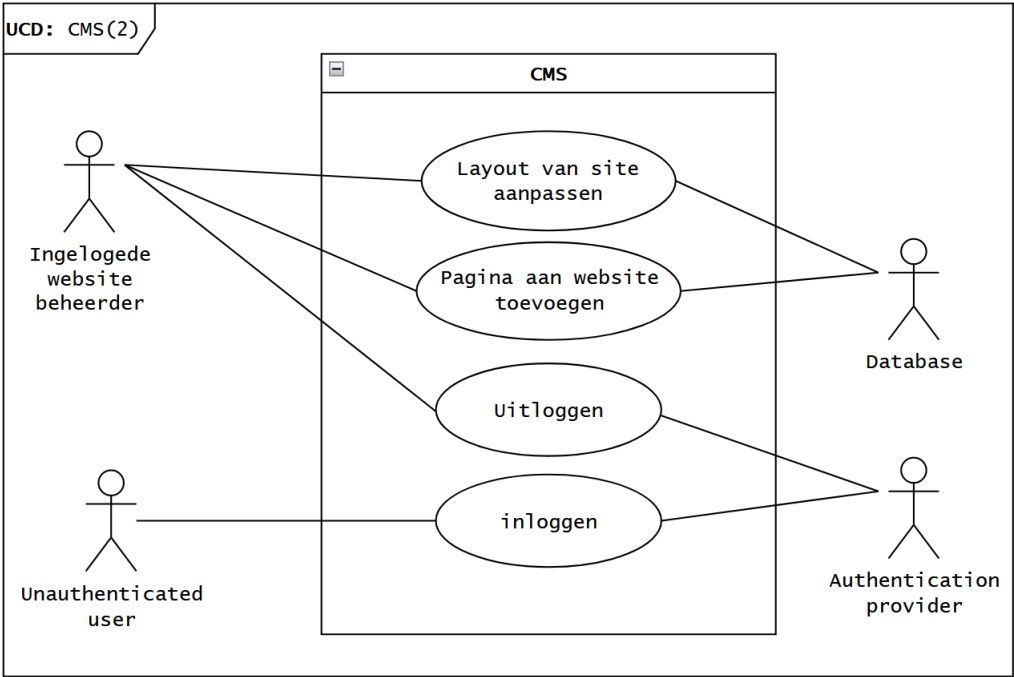 UCD: CMS(2)
CMS
Layout van site
aanpassen
Ingelogede
website
beheerder
Pagina aan website
toevoegen
Database
Uitloggen
inloggen
Unauthenticated
user
Authentication
provider